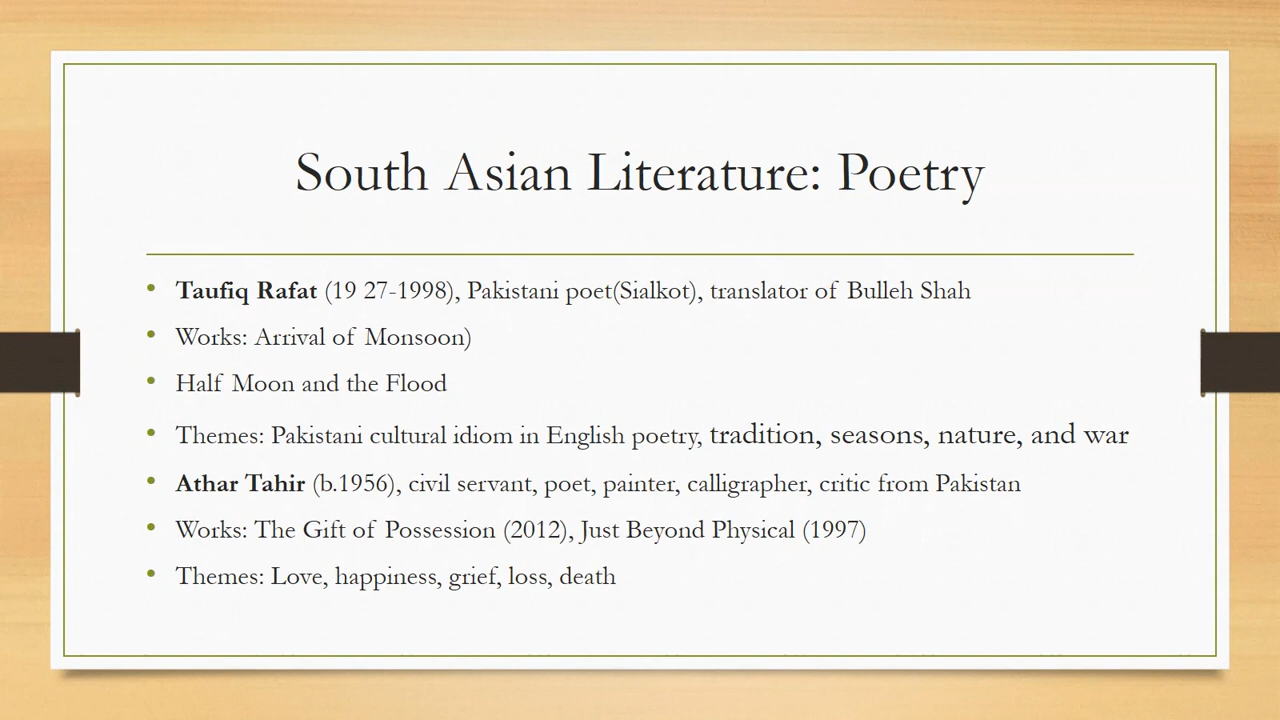 South Asian Literature: Poetry
• Taufiq Rafat (19 27-1998), Pakistani poet(Sialkot), translator of Bulleh Shah
• Works: Arrival of Monsoon)
• Half Moon and the Flood
• Themes: Pakistani cultural idiom in English poetry, tradition, seasons, nature, and war
• Athar Tahir (b.1956), civil servant, poet, painter, calligrapher, critic from Pakistan
• Works: The Gift of Possession (2012), Just Beyond Physical (1997)
• Themes: Love, happiness, grief, loss, death